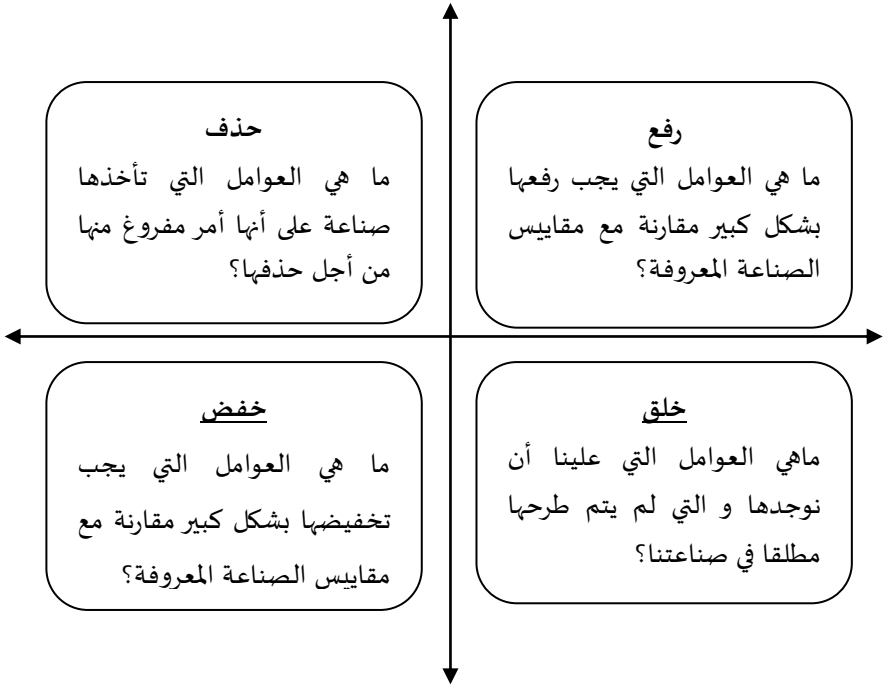 رفع
ما هي العوامل التي يجب رفعها
بشكل كبير مقارنة مع مقاييس
الصناعة المعروفة؟
حذف
ما هي العوامل التي تأخذها
صناعة على أنها أمر مفروغ منها
من أجل حذفها؟
خلق
ماهي العوامل التي علينا أن
نوجدها و التي لم يتم طرحها
مطلقا في صناعتنا؟
خفض
ما هي العوامل التي يجب
تخفيضها بشكل كبير مقارنة مع
مقاييس الصناعة المعروفة؟